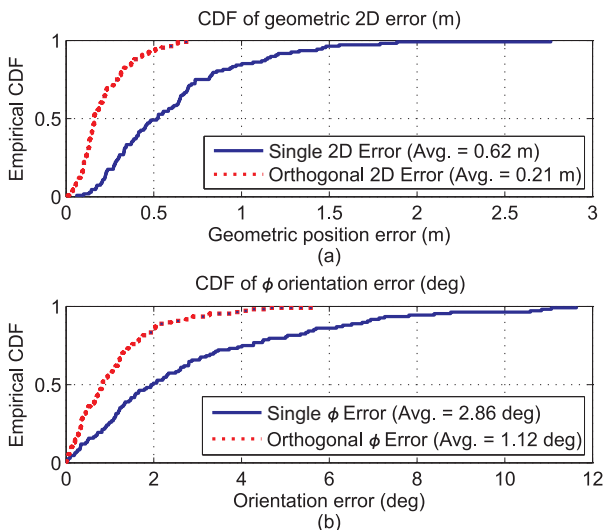 CDF of geometric 2D error (m)
1
0.5
0
Empirical CDF
Single 2D Error (Avg. = 0.62 m)
Orthogonal 2D Error (Avg. = 0.21 m)
0 0.5 1 1.5 2 2.5 3
Geometric position error (m)
(a)
CDF of ϕ orientation error (deg)
1
0.5
0
Empirical CDF
Single ϕ Error (Avg. = 2.86 deg)
Orthogonal ϕ Error (Avg. = 1.12 deg)
0 2 4 6 8 10 12
Orientation error (deg)
(b)